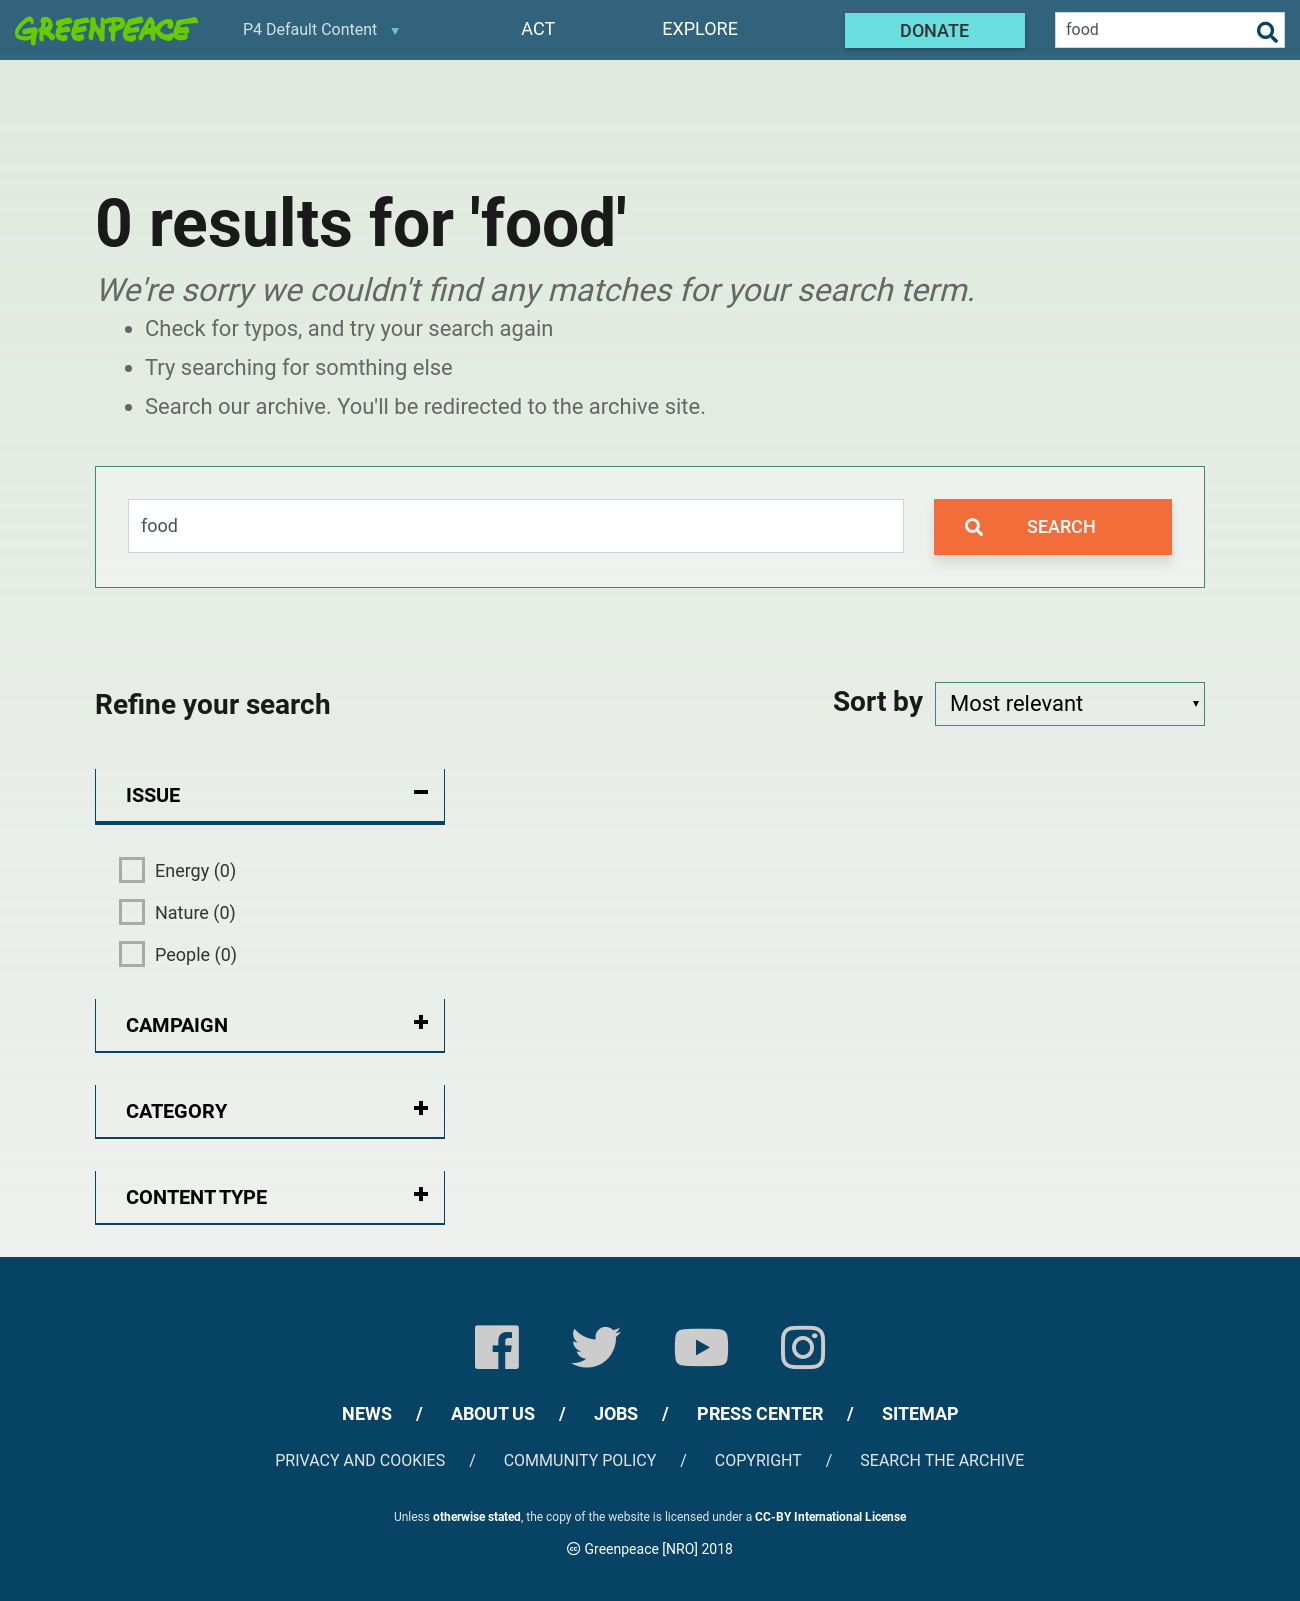 GREENPEACE P4 Default Content ▼ ACT EXPLORE DONATE food
0 results for 'food'
We're sorry we couldn't find any matches for your search term.
• Check for typos, and try your search again
• Try searching for somthing else
• Search our archive. You'll be redirected to the archive site.
food SEARCH
Refine your search Sort by Most relevant ▾
ISSUE
Energy (0)
Nature (0)
People (0)
CAMPAIGN
CATEGORY
CONTENT TYPE
NEWS / ABOUT US / JOBS / PRESS CENTER / SITEMAP
PRIVACY AND COOKIES / COMMUNITY POLICY / COPYRIGHT / SEARCH THE ARCHIVE
Unless otherwise stated, the copy of the website is licensed under a CC-BY International License
🄯 Greenpeace [NRO] 2018